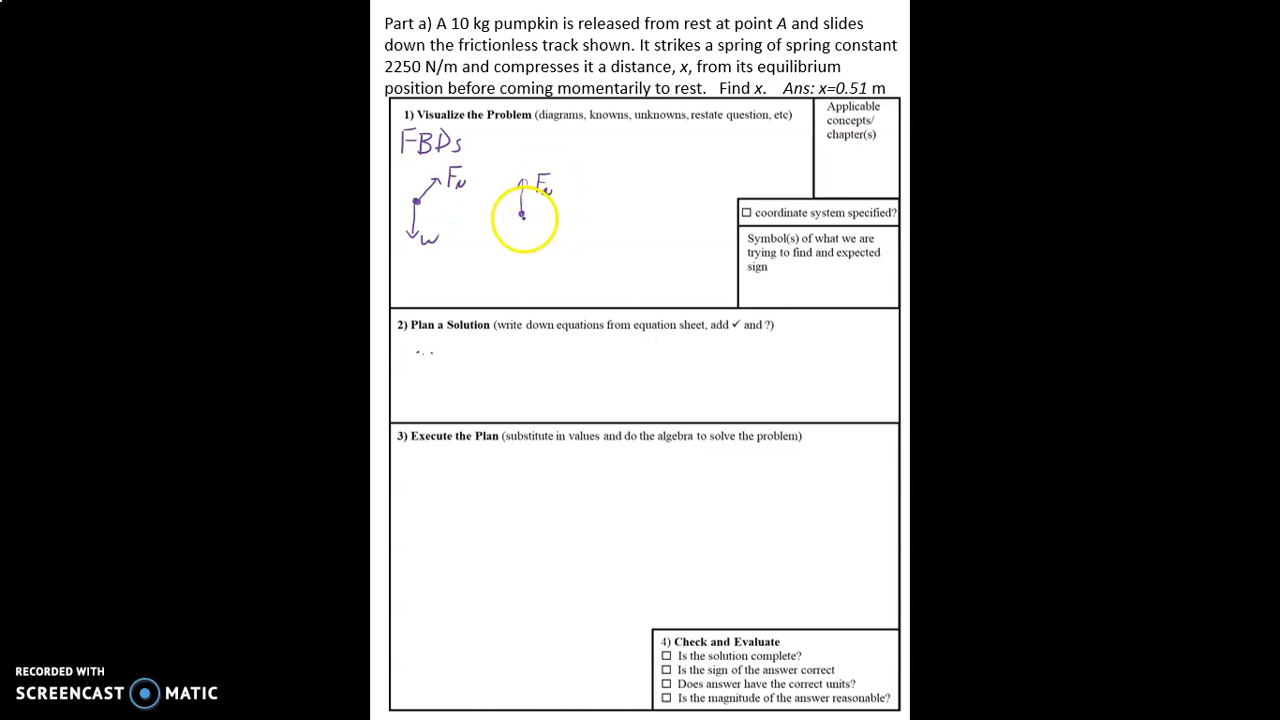 Part a) A 10 kg pumpkin is released from rest at point A and slides
down the frictionless track shown. It strikes a spring of spring constant
2250 N/m and compresses it a distance, x, from its equilibrium
position before coming momentarily to rest. Find x. Ans: x=0.51 m
1) Visualize the Problem (diagrams, knowns, unknowns, restate question, etc)
Applicable
concepts/
chapter(s)
FBDs
FN
FN
W
☐ coordinate system specified?
Symbol(s) of what we are
trying to find and expected
sign
2) Plan a Solution (write down equations from equation sheet, add ✓ and ?)
3) Execute the Plan (substitute in values and do the algebra to solve the problem)
4) Check and Evaluate
☐ Is the solution complete?
☐ Is the sign of the answer correct
☐ Does answer have the correct units?
☐ Is the magnitude of the answer reasonable?
RECORDED WITH
SCREENCAST MATIC